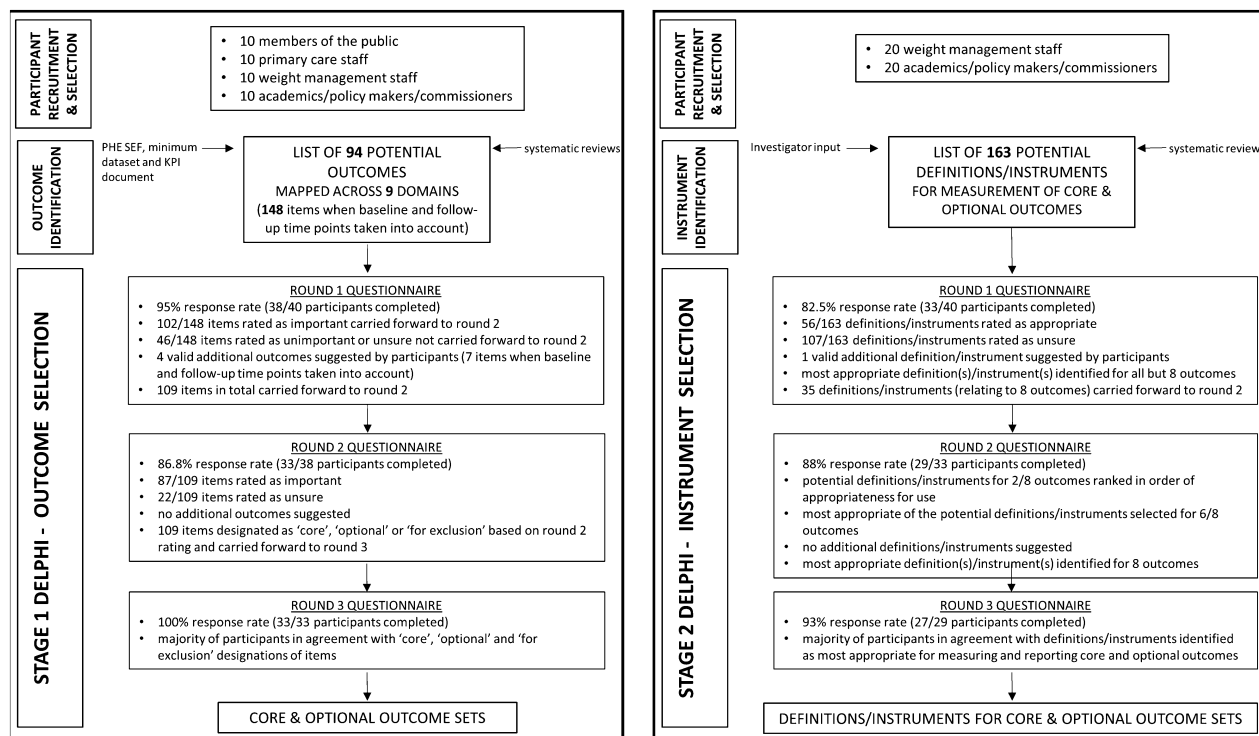 PARTICIPANT
RECRUITMENT
& SELECTION
• 10 members of the public
• 10 primary care staff
• 10 weight management staff
• 10 academics/policy makers/commissioners
OUTCOME
IDENTIFICATION
PHE SEF, minimum
dataset and KPI
document
LIST OF 94 POTENTIAL
OUTCOMES
MAPPED ACROSS 9 DOMAINS
(148 items when baseline and follow-
up time points taken into account)
systematic reviews
STAGE 1 DELPHI - OUTCOME SELECTION
ROUND 1 QUESTIONNAIRE
• 95% response rate (38/40 participants completed)
• 102/148 items rated as important carried forward to round 2
• 46/148 items rated as unimportant or unsure not carried forward to round 2
• 4 valid additional outcomes suggested by participants (7 items when baseline
and follow-up time points taken into account)
• 109 items in total carried forward to round 2
ROUND 2 QUESTIONNAIRE
• 86.8% response rate (33/38 participants completed)
• 87/109 items rated as important
• 22/109 items rated as unsure
• no additional outcomes suggested
• 109 items designated as ‘core’, ‘optional’ or ‘for exclusion’ based on round 2
rating and carried forward to round 3
ROUND 3 QUESTIONNAIRE
• 100% response rate (33/33 participants completed)
• majority of participants in agreement with ‘core’, ‘optional’ and ‘for
exclusion’ designations of items
CORE & OPTIONAL OUTCOME SETS
PARTICIPANT
RECRUITMENT
& SELECTION
• 20 weight management staff
• 20 academics/policy makers/commissioners
INSTRUMENT
IDENTIFICATION
Investigator input
LIST OF 163 POTENTIAL
DEFINITIONS/INSTRUMENTS
FOR MEASUREMENT OF CORE &
OPTIONAL OUTCOMES
systematic review
STAGE 2 DELPHI - INSTRUMENT SELECTION
ROUND 1 QUESTIONNAIRE
• 82.5% response rate (33/40 participants completed)
• 56/163 definitions/instruments rated as appropriate
• 107/163 definitions/instruments rated as unsure
• 1 valid additional definition/instrument suggested by participants
• most appropriate definition(s)/instrument(s) identified for all but 8 outcomes
• 35 definitions/instruments (relating to 8 outcomes) carried forward to round 2
ROUND 2 QUESTIONNAIRE
• 88% response rate (29/33 participants completed)
• potential definitions/instruments for 2/8 outcomes ranked in order of
appropriateness for use
• most appropriate of the potential definitions/instruments selected for 6/8
outcomes
• no additional definitions/instruments suggested
• most appropriate definition(s)/instrument(s) identified for 8 outcomes
ROUND 3 QUESTIONNAIRE
• 93% response rate (27/29 participants completed)
• majority of participants in agreement with definitions/instruments identified
as most appropriate for measuring and reporting core and optional outcomes
DEFINITIONS/INSTRUMENTS FOR CORE & OPTIONAL OUTCOME SETS